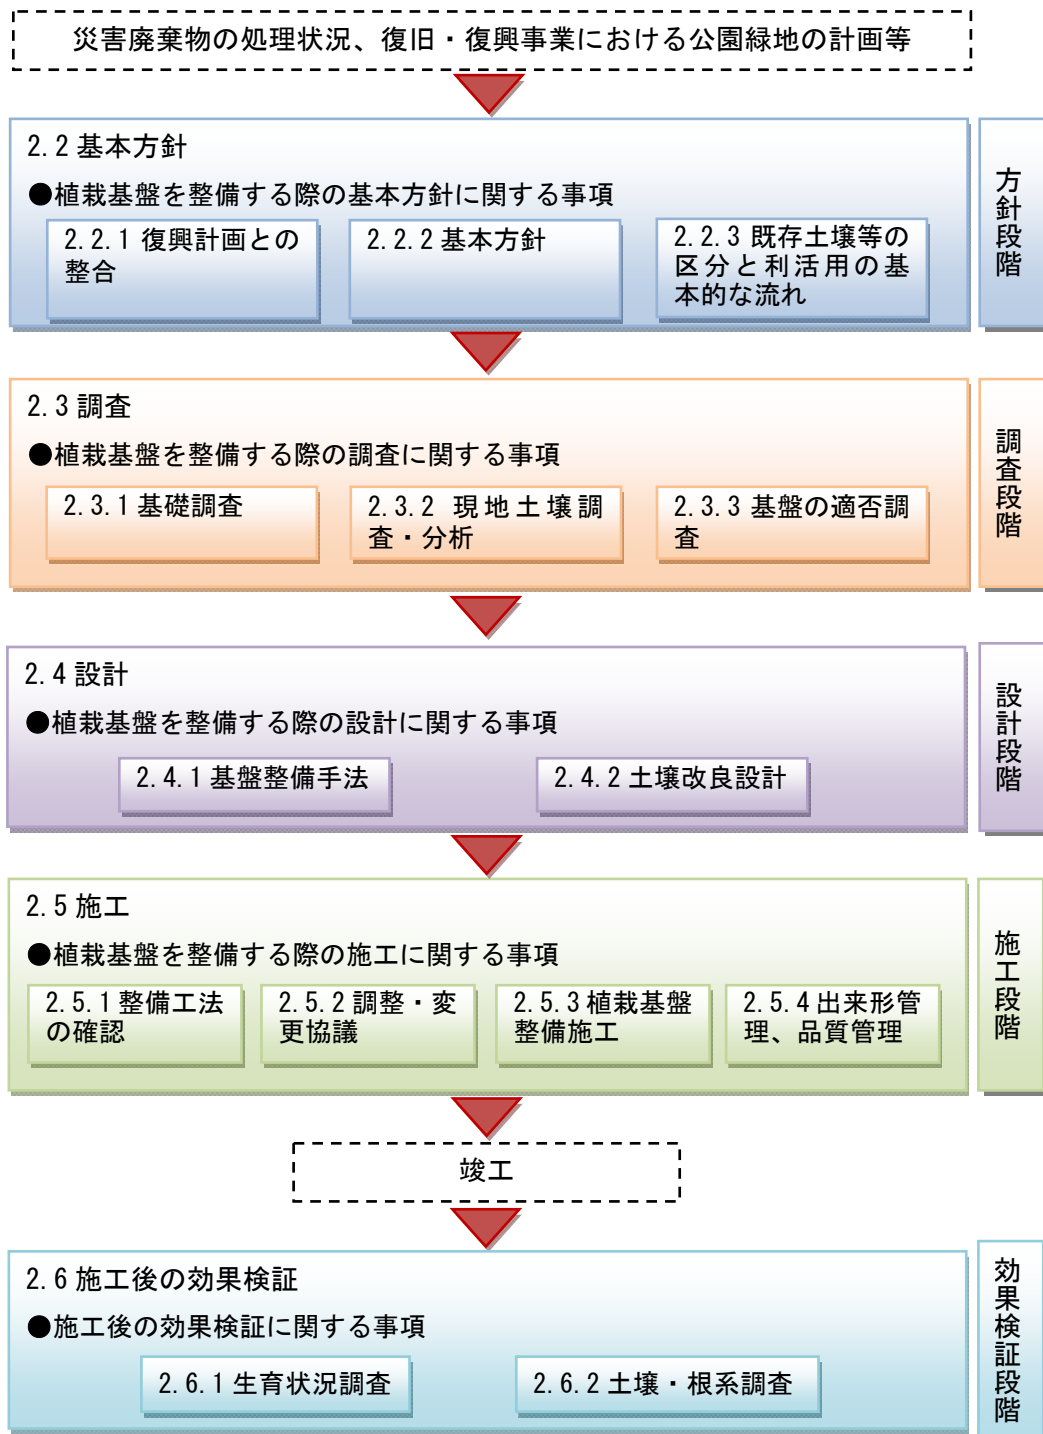 災害廃棄物の処理状況、復旧・復興事業における公園緑地の計画等
2.2 基本方針
●植栽基盤を整備する際の基本方針に関する事項
2.2.1 復興計画との
整合
2.2.2 基本方針
2.2.3 既存土壌等の
区分と利活用の基
本的な流れ
方針段階
2.3 調査
●植栽基盤を整備する際の調査に関する事項
2.3.1 基礎調査
2.3.2 現地土壌調
査・分析
2.3.3 基盤の適否調
査
調査段階
2.4 設計
●植栽基盤を整備する際の設計に関する事項
2.4.1 基盤整備手法
2.4.2 土壌改良設計
設計段階
2.5 施工
●植栽基盤を整備する際の施工に関する事項
2.5.1 整備工法
の確認
2.5.2 調整・変
更協議
2.5.3 植栽基盤
整備施工
2.5.4 出来形管
理、品質管理
施工段階
竣工
2.6 施工後の効果検証
●施工後の効果検証に関する事項
2.6.1 生育状況調査
2.6.2 土壌・根系調査
効果検証段階